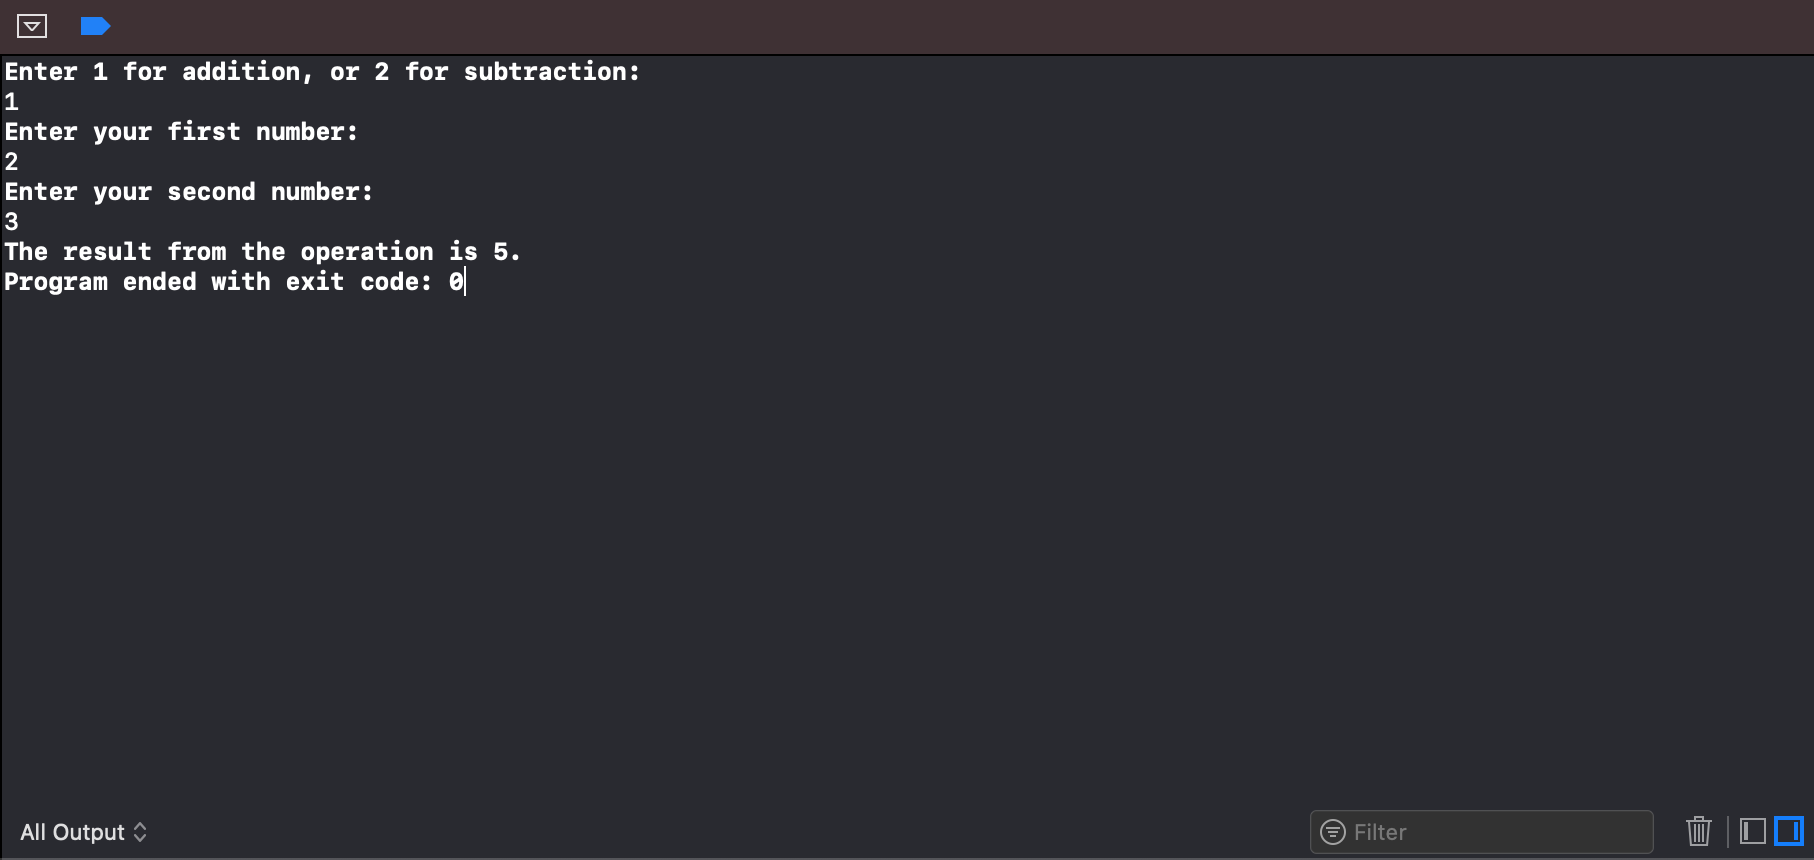 Enter 1 for addition, or 2 for subtraction:
1
Enter your first number:
2
Enter your second number:
3
The result from the operation is 5.
Program ended with exit code: 0
All Output
Filter